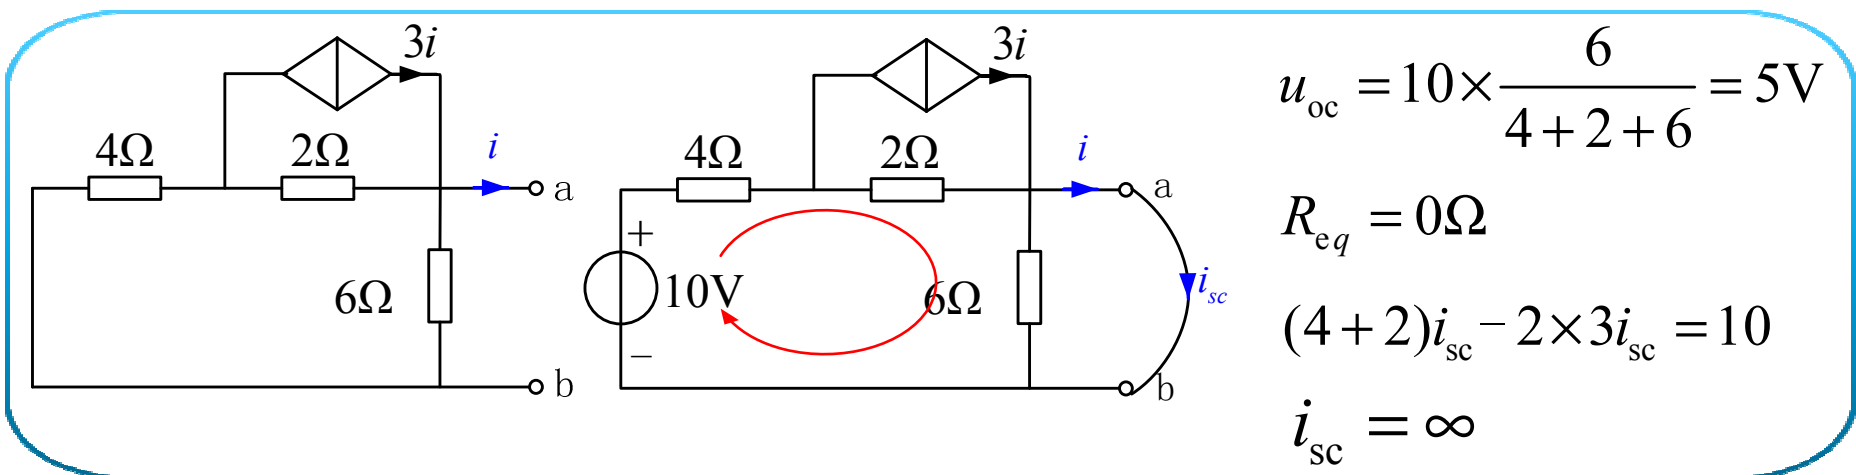 3i
4Ω
2Ω
i
a
6Ω
b
3i
4Ω
2Ω
i
a
+
10V
6Ω
i_sc
−
b
u_oc = 10 × 6/(4 + 2 + 6) = 5V
R_eq = 0Ω
(4 + 2)i_sc − 2 × 3i_sc = 10
i_sc = ∞